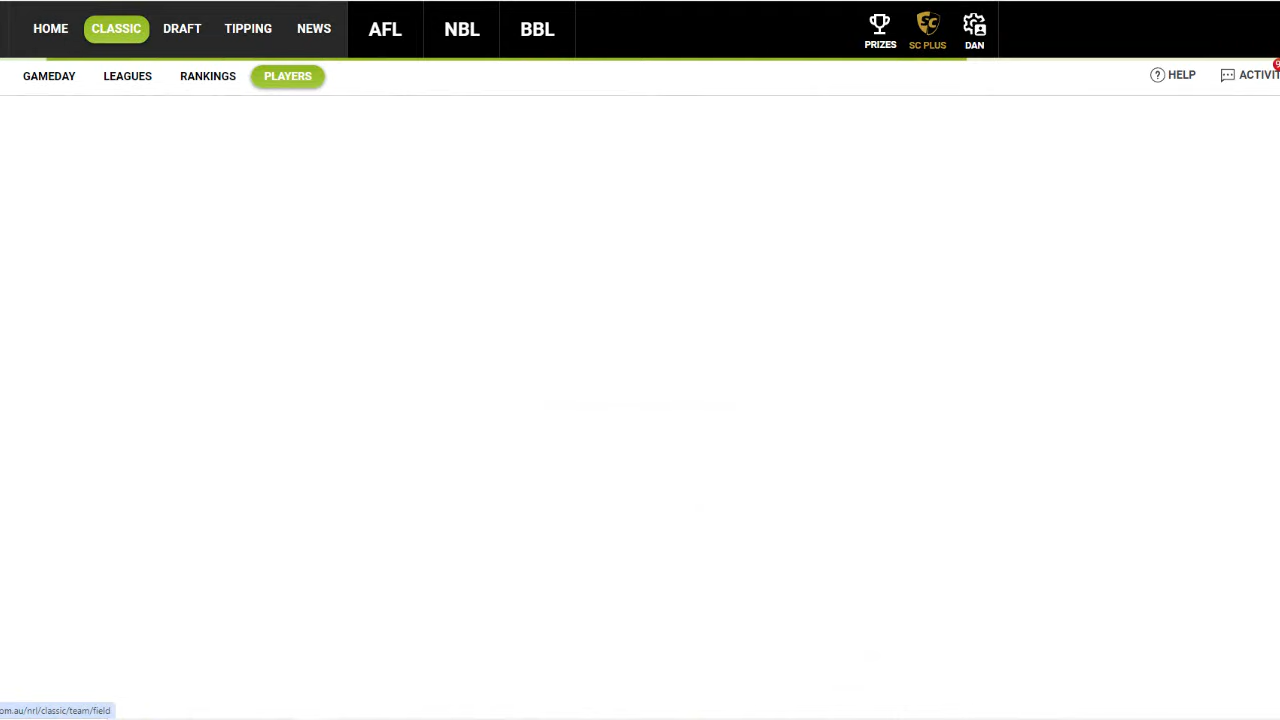 HOME CLASSIC DRAFT TIPPING NEWS AFL NBL BBL PRIZES SC PLUS DAN
GAMEDAY LEAGUES RANKINGS PLAYERS HELP ACTIVIT
om.au/nrl/classic/team/field